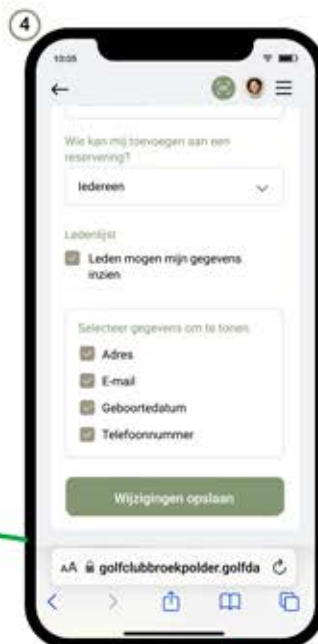 4
10:05
Wie kan mij toevoegen aan een
reservering?
Iedereen
Ledenlijst
Leden mogen mijn gegevens
inzien
Selecteer gegevens om te tonen
Adres
E-mail
Geboortedatum
Telefoonnummer
Wijzigingen opslaan
AA golfclubbroekpolder.golfda